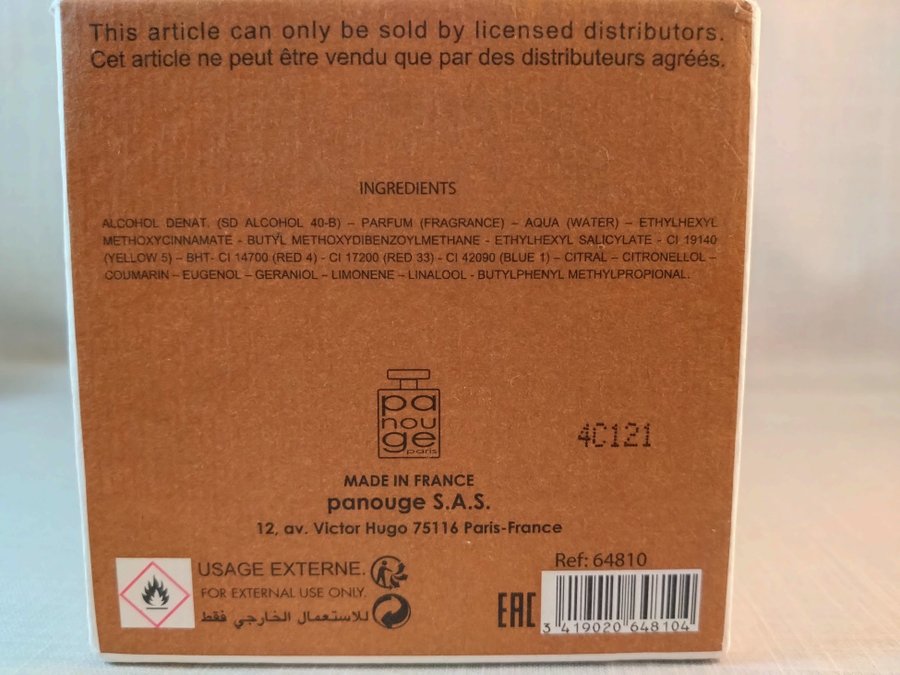 This article can only be sold by licensed distributors.
Cet article ne peut être vendu que par des distributeurs agréés.
INGREDIENTS
ALCOHOL DENAT. (SD ALCOHOL 40-B) – PARFUM (FRAGRANCE) – AQUA (WATER) – ETHYLHEXYL
METHOXYCINNAMATE - BUTYL METHOXYDIBENZOYLMETHANE - ETHYLHEXYL SALICYLATE - CI 19140
(YELLOW 5) – BHT- CI 14700 (RED 4) - CI 17200 (RED 33) - CI 42090 (BLUE 1) – CITRAL – CITRONELLOL –
COUMARIN – EUGENOL – GERANIOL – LIMONENE – LINALOOL - BUTYLPHENYL METHYLPROPIONAL.
pa
nou
ge
paris
4C121
MADE IN FRANCE
panouge S.A.S.
12, av. Victor Hugo 75116 Paris-France
USAGE EXTERNE.
FOR EXTERNAL USE ONLY.
للاستعمال الخارجي فقط
Ref: 64810
EAC
3 419020 648104